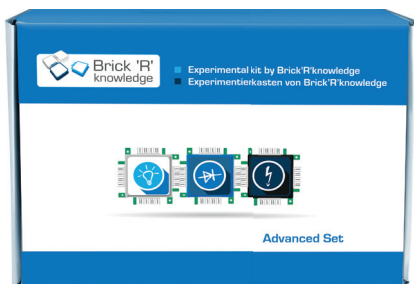 Brick 'R'
knowledge
Experimental kit by Brick'R'knowledge
Experimentierkasten von Brick'R'knowledge
Advanced Set